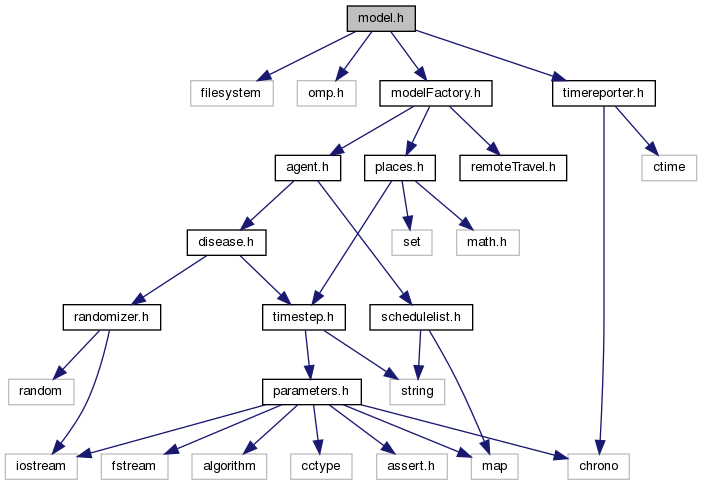 model.h
filesystem
omp.h
modelFactory.h
timereporter.h
agent.h
places.h
remoteTravel.h
ctime
disease.h
set
math.h
randomizer.h
timestep.h
schedulelist.h
random
parameters.h
string
iostream
fstream
algorithm
cctype
assert.h
map
chrono